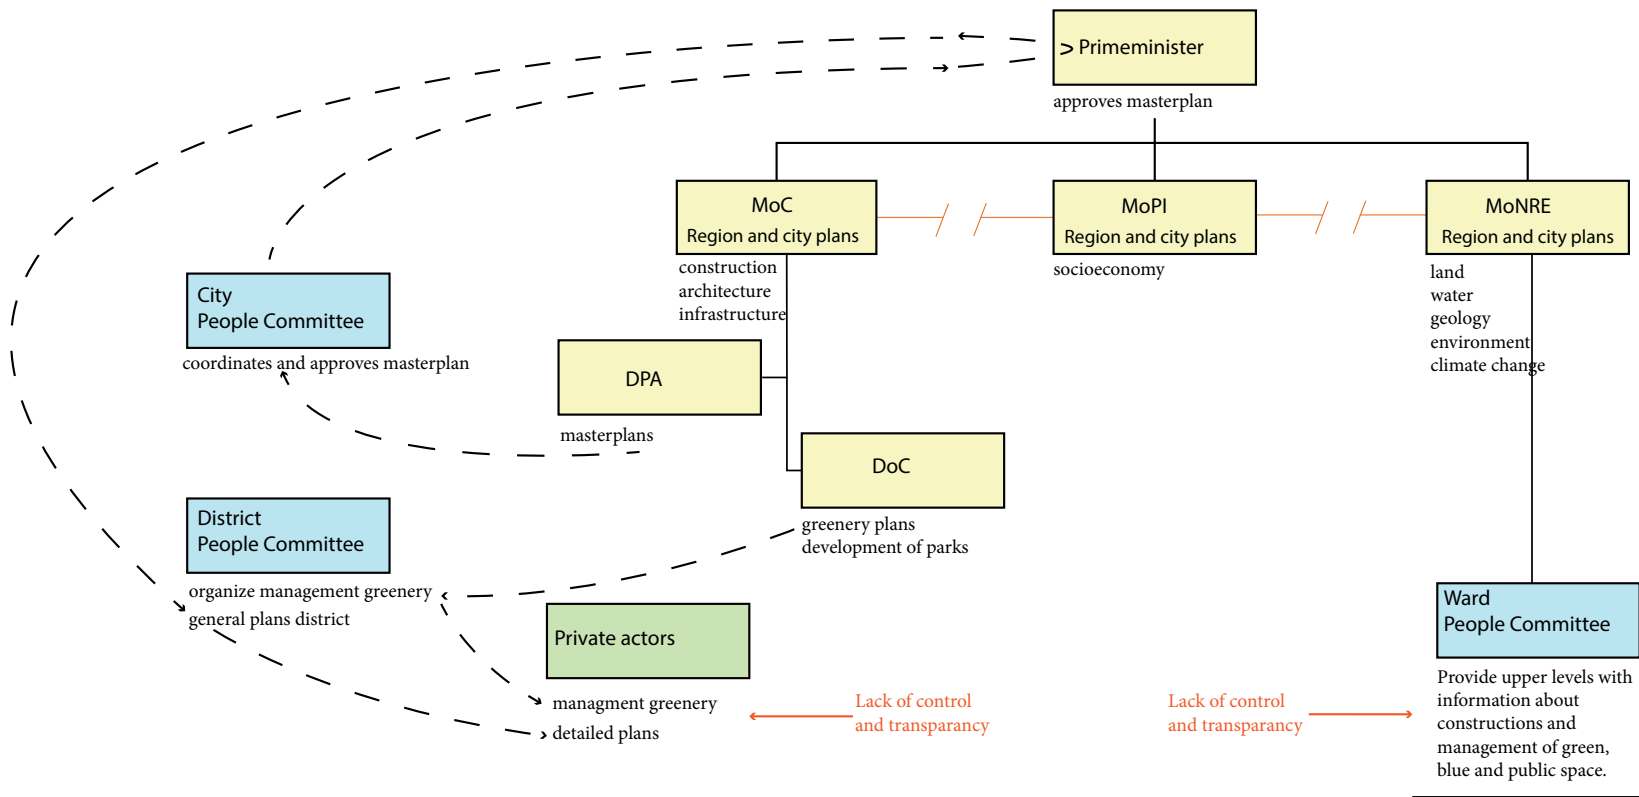 > Primeminister
approves masterplan
MoC
Region and city plans
MoPI
Region and city plans
MoNRE
Region and city plans
construction
architecture
infrastructure
socioeconomy
land
water
geology
environment
climate change
City
People Committee
coordinates and approves masterplan
DPA
masterplans
DoC
greenery plans
development of parks
District
People Committee
organize management greenery
general plans district
Private actors
managment greenery
detailed plans
Lack of control
and transparancy
Lack of control
and transparancy
Ward
People Committee
Provide upper levels with
information about
constructions and
management of green,
blue and public space.